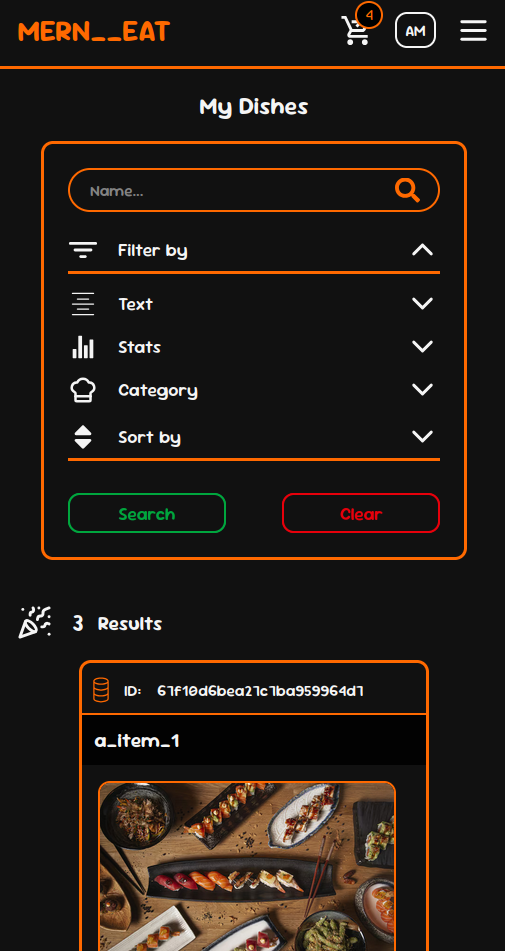 MERN__EAT
4
AM
My Dishes
Name...
Filter by
Text
Stats
Category
Sort by
Search
Clear
3 Results
ID: 67f10d6bea27c7ba959964d7
a_item_1